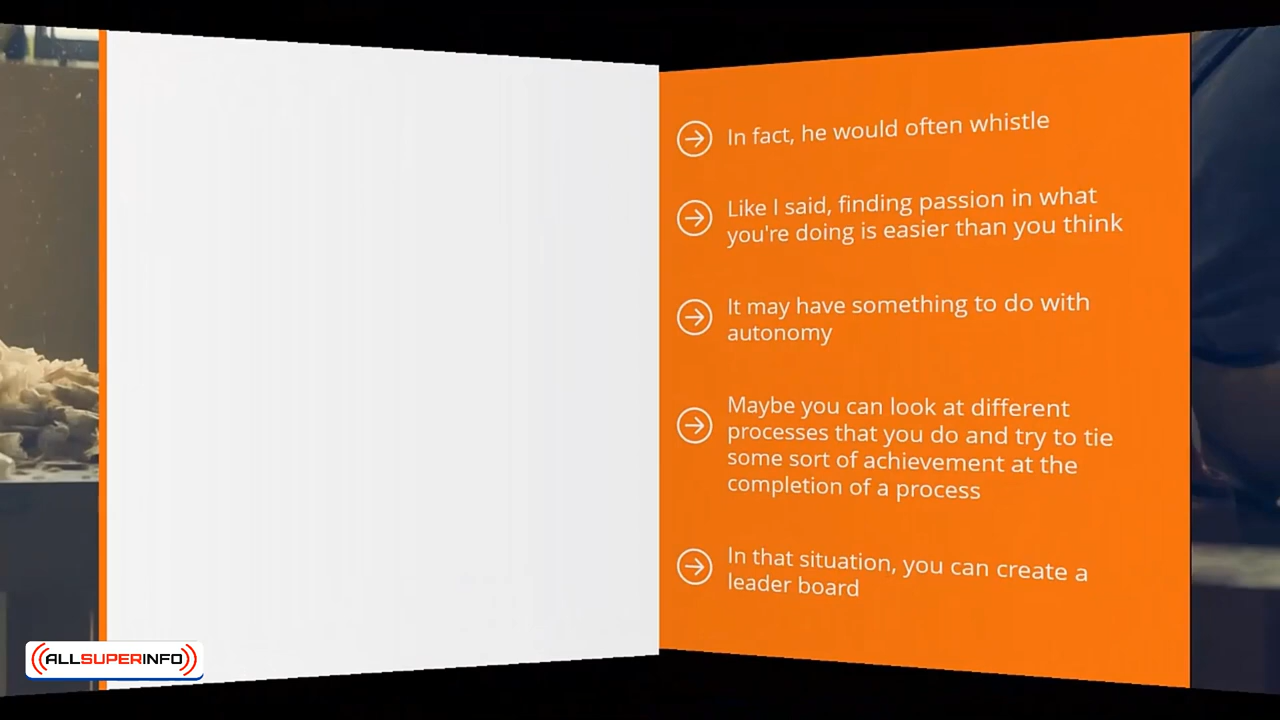 In fact, he would often whistle
Like I said, finding passion in what
you're doing is easier than you think
It may have something to do with
autonomy
Maybe you can look at different
processes that you do and try to tie
some sort of achievement at the
completion of a process
In that situation, you can create a
leader board
ALLSUPERINFO